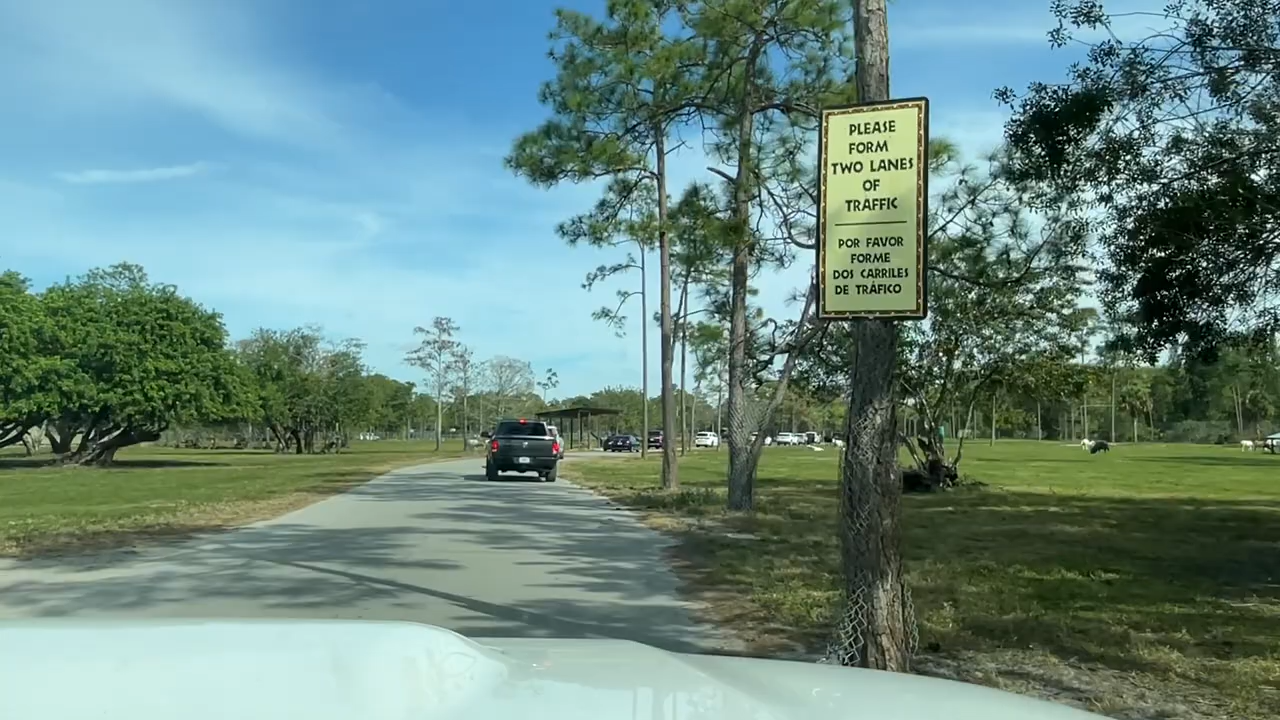 PLEASE
FORM
TWO LANES
OF
TRAFFIC
POR FAVOR
FORME
DOS CARRILES
DE TRÁFICO